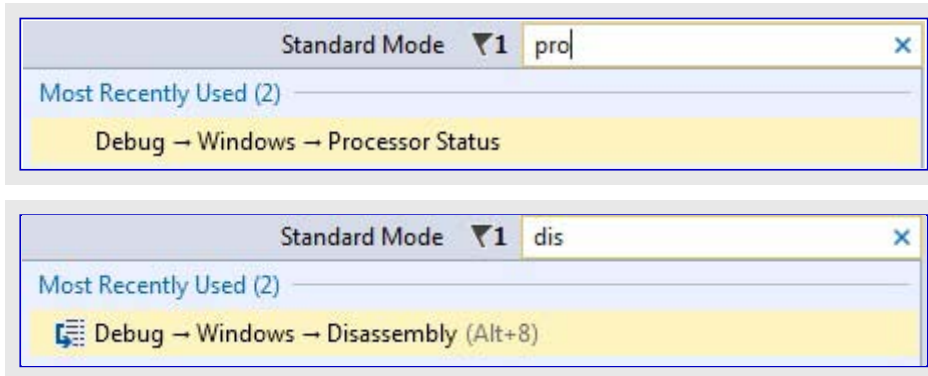 Standard Mode 1 pro
Most Recently Used (2)
Debug → Windows → Processor Status
Standard Mode 1 dis
Most Recently Used (2)
Debug → Windows → Disassembly (Alt+8)